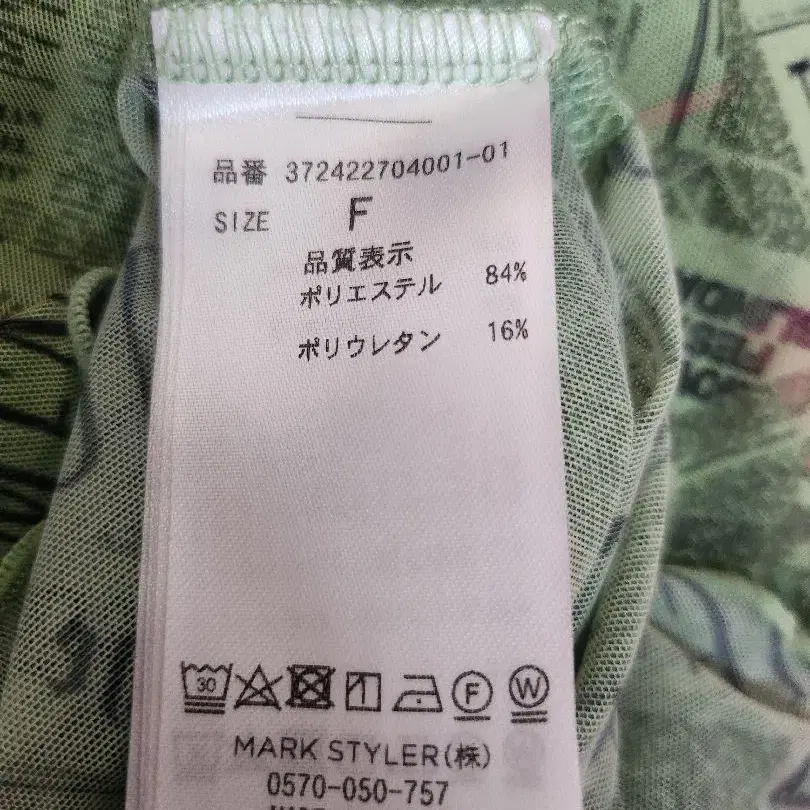 品番 372422704001-01
SIZE F
品質表示
ポリエステル 84%
ポリウレタン 16%
30 F W
MARK STYLER(株)
0570-050-757